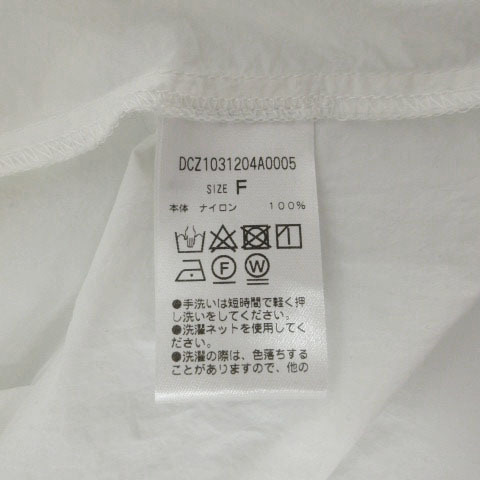 DCZ1031204A0005
SIZE F
本体 ナイロン 100%
F W
●手洗いは短時間で軽く押
し洗いをしてください。
●洗濯ネットを使用してく
ださい。
●洗濯の際は、色落ちする
ことがありますので、他の